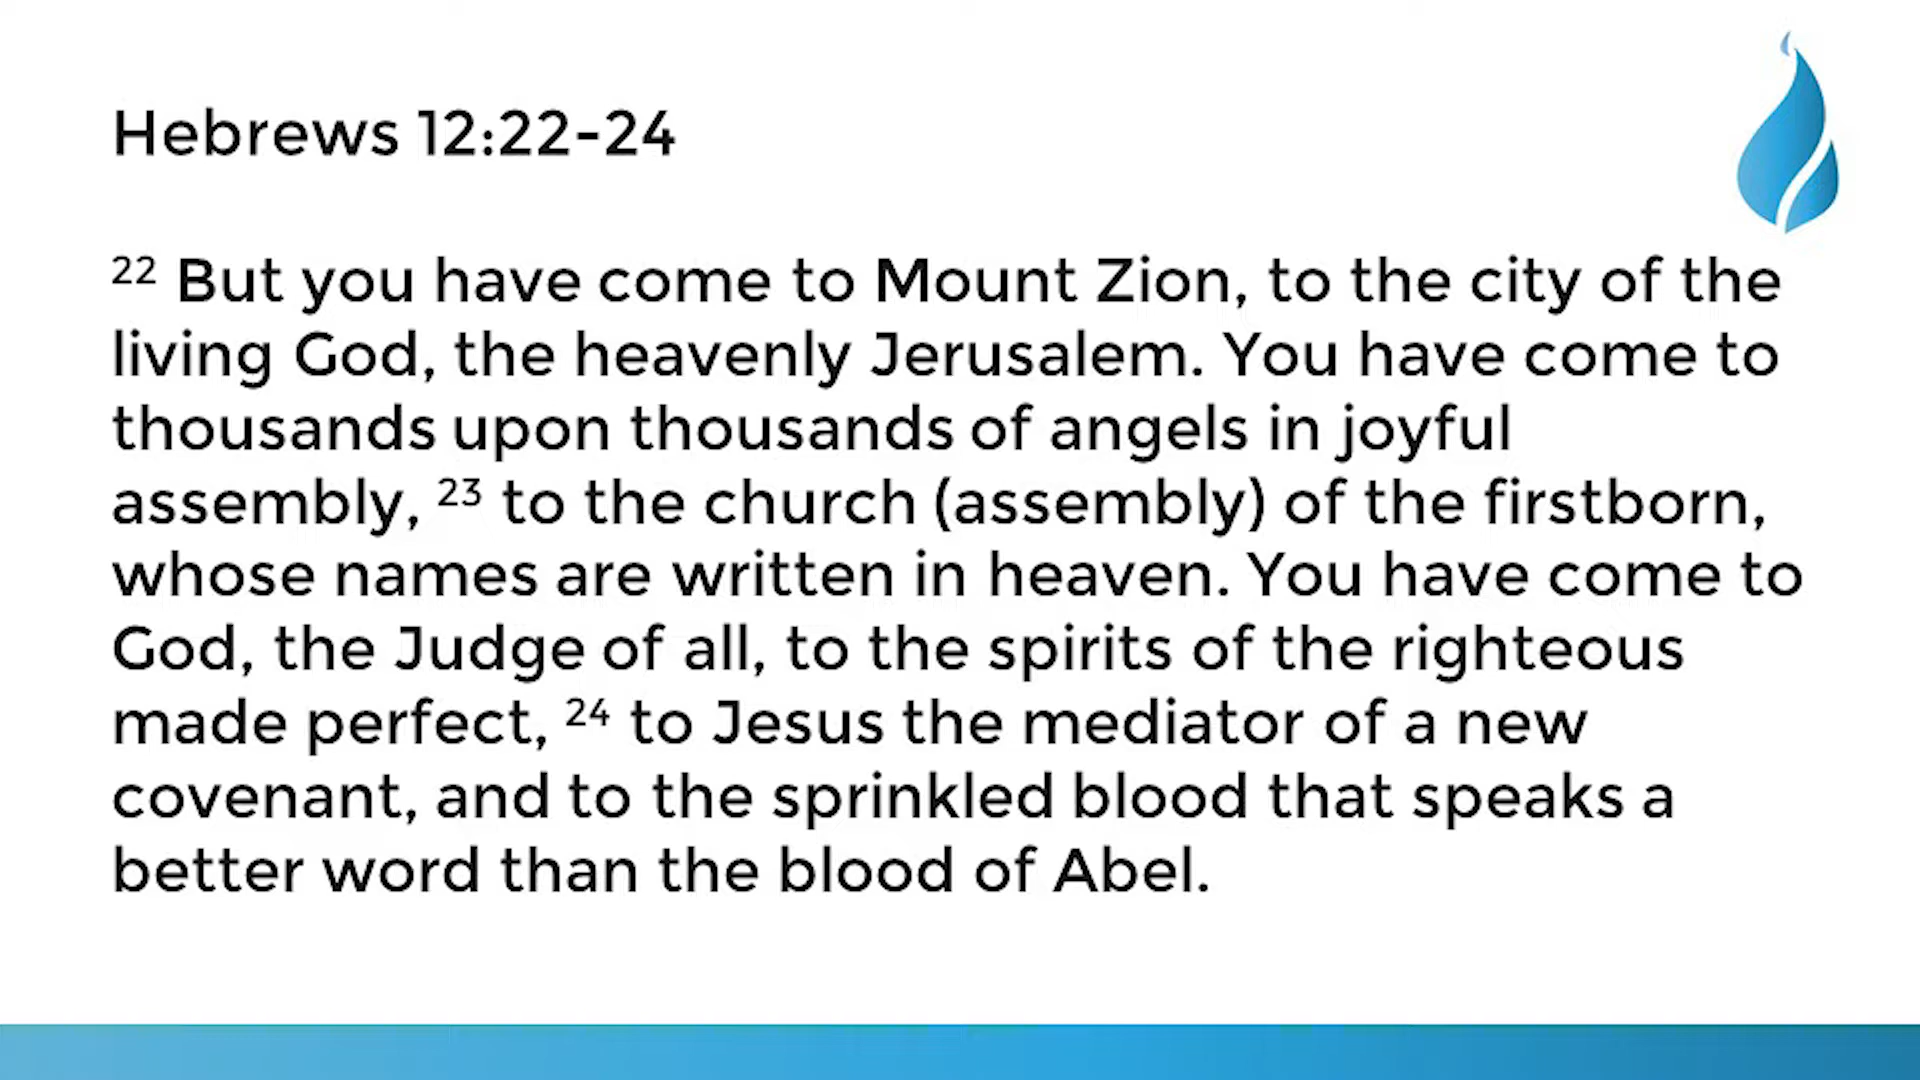 Hebrews 12:22-24
22 But you have come to Mount Zion, to the city of the
living God, the heavenly Jerusalem. You have come to
thousands upon thousands of angels in joyful
assembly, 23 to the church (assembly) of the firstborn,
whose names are written in heaven. You have come to
God, the Judge of all, to the spirits of the righteous
made perfect, 24 to Jesus the mediator of a new
covenant, and to the sprinkled blood that speaks a
better word than the blood of Abel.